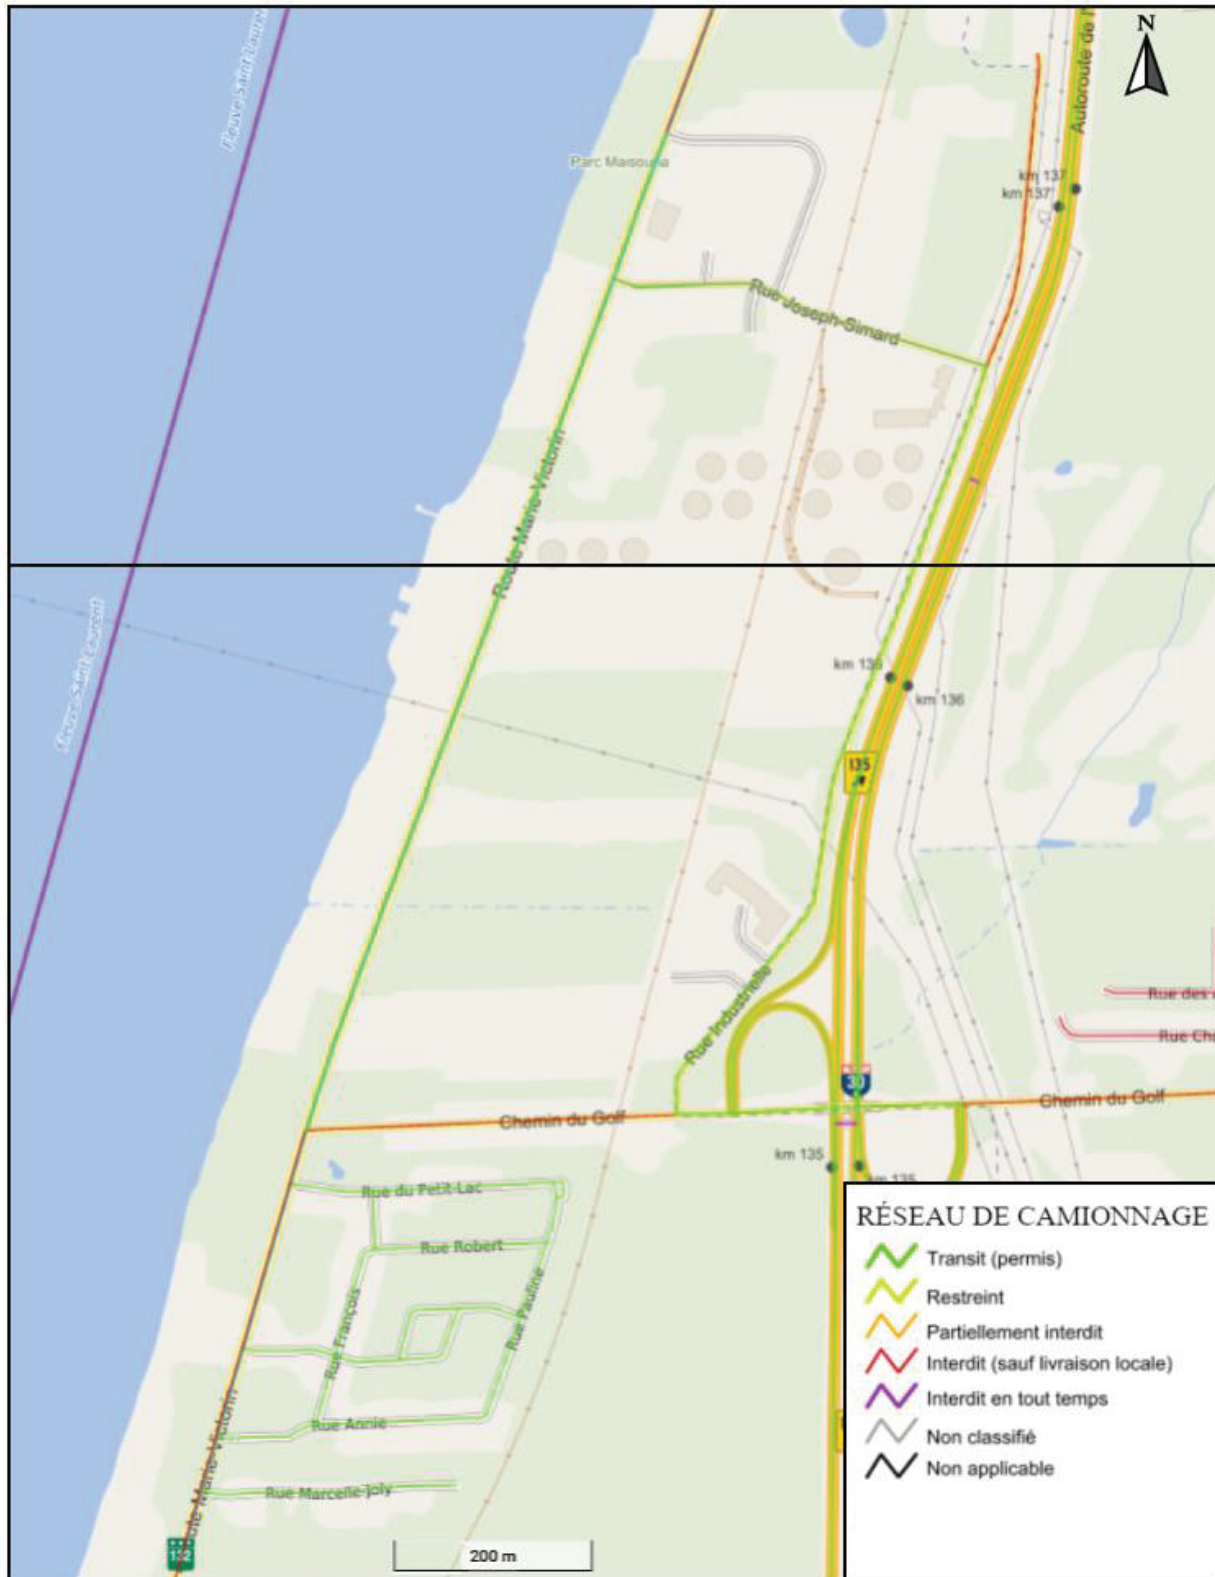 N
Fleuve Saint-Laurent
Autoroute de l'
Parc Maisouna
km 137
km 137
Rue Joseph-Simard
Route Marie-Victorin
Fleuve Saint-Laurent
km 136
km 136
135
Rue Industrielle
Rue des
Rue Cha
30
Chemin du Golf
Chemin du Golf
km 135
km 135
Rue du Petit-Lac
Rue Robert
Rue François
Rue Pauline
Rue Annie
Route Marie-Victorin
Rue Marcelle-Joly
132
200 m
RÉSEAU DE CAMIONNAGE
Transit (permis)
Restreint
Partiellement interdit
Interdit (sauf livraison locale)
Interdit en tout temps
Non classifié
Non applicable